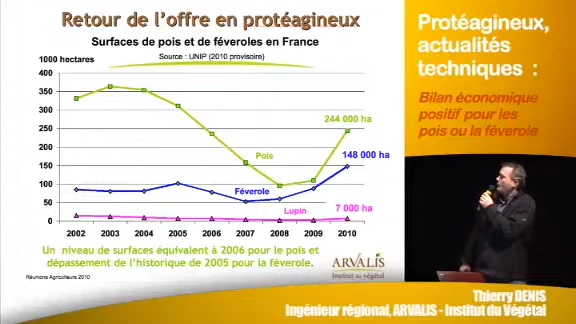 Retour de l'offre en protéagineux
Surfaces de pois et de féveroles en France
1000 hectares
Source : UNIP (2010 provisoire)
400
350
300
250
200
150
100
50
0
244 000 ha
Pois
148 000 ha
Féverole
Lupin
7 000 ha
2002 2003 2004 2005 2006 2007 2008 2009 2010
Un niveau de surfaces équivalent à 2006 pour le pois et
dépassement de l'historique de 2005 pour la féverole.
ARVALIS
Institut du végétal
Réunions Agriculteurs 2010
Protéagineux,
actualités
techniques :
Bilan économique
positif pour les
pois ou la féverole
Thierry DENIS
Ingénieur régional, ARVALIS - Institut du Végétal